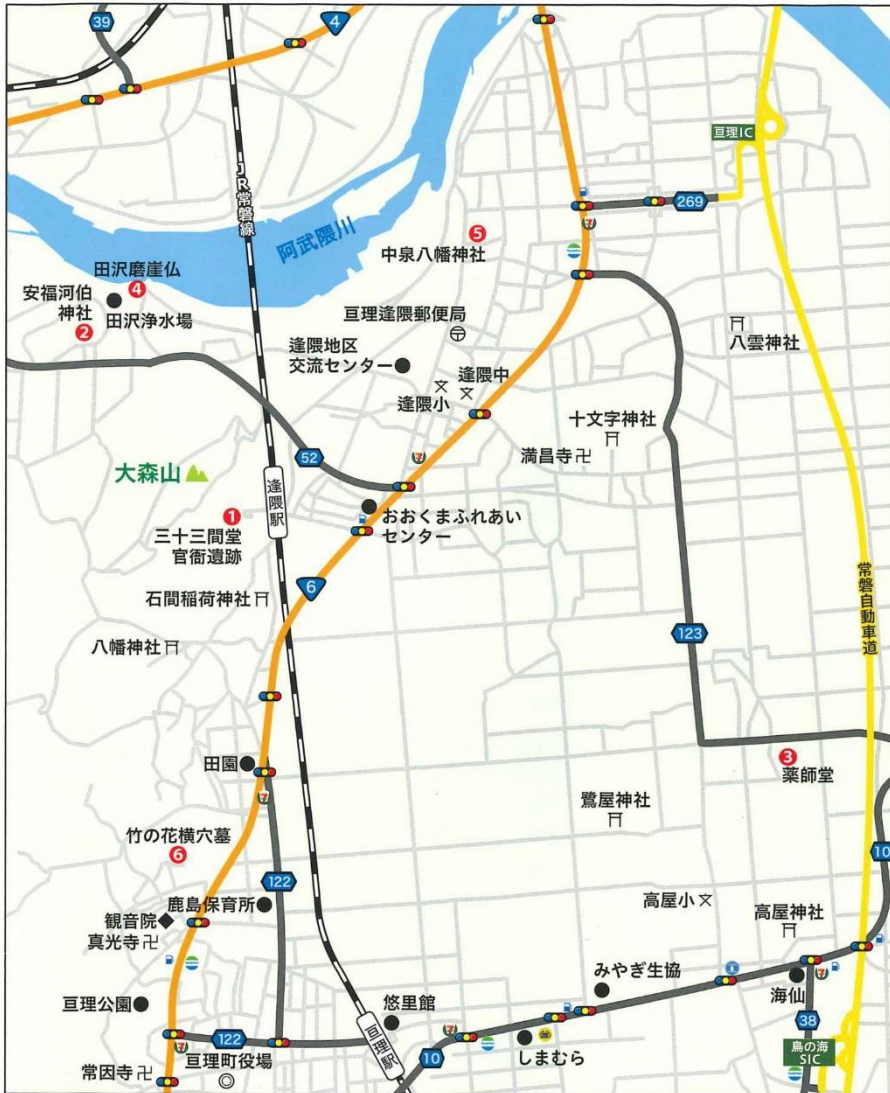 39
4
亘理IC
JR常磐線
269
阿武隈川
5
中泉八幡神社
田沢磨崖仏
4
安福河伯
神社
2
田沢浄水場
亘理逢隈郵便局
八雲神社
逢隈地区
交流センター
逢隈中
逢隈小
十文字神社
満昌寺
52
7
大森山
逢隈駅
1
三十三間堂
官衙遺跡
おおくまふれあい
センター
6
石間稲荷神社
八幡神社
123
常磐自動車道
田園
3
薬師堂
7
鷺屋神社
竹の花横穴墓
6
10
122
鹿島保育所
観音院
真光寺
高屋小
高屋神社
みやぎ生協
海仙
7
亘理公園
悠里館
7
38
122
亘理駅
10
しまむら
鳥の海
SIC
7
亘理町役場
常因寺
7